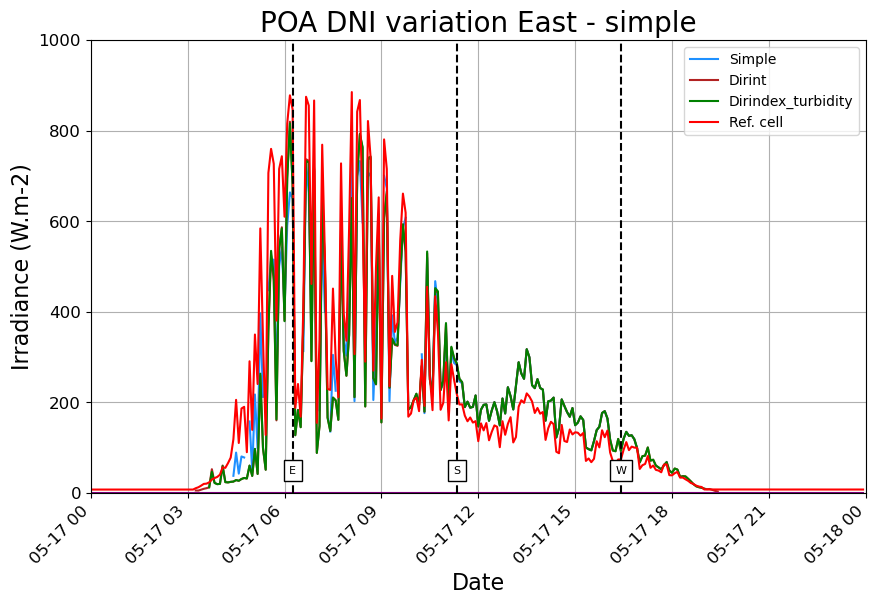 POA DNI variation East - simple
Irradiance (W.m-2)
1000
800
600
400
200
0
Simple
Dirint
Dirindex_turbidity
Ref. cell
E
S
W
05-17 00
05-17 03
05-17 06
05-17 09
05-17 12
05-17 15
05-17 18
05-17 21
05-18 00
Date